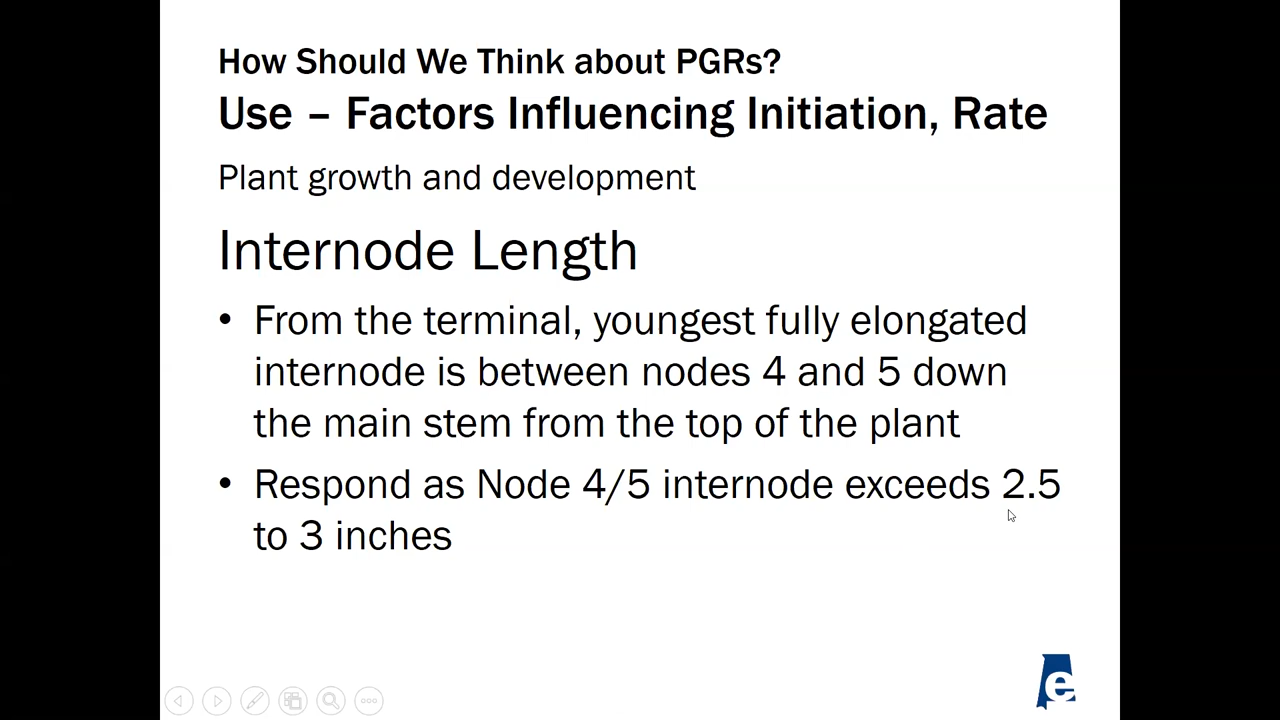 How Should We Think about PGRs?
Use – Factors Influencing Initiation, Rate
Plant growth and development
Internode Length
• From the terminal, youngest fully elongated
internode is between nodes 4 and 5 down
the main stem from the top of the plant
• Respond as Node 4/5 internode exceeds 2.5
to 3 inches
e